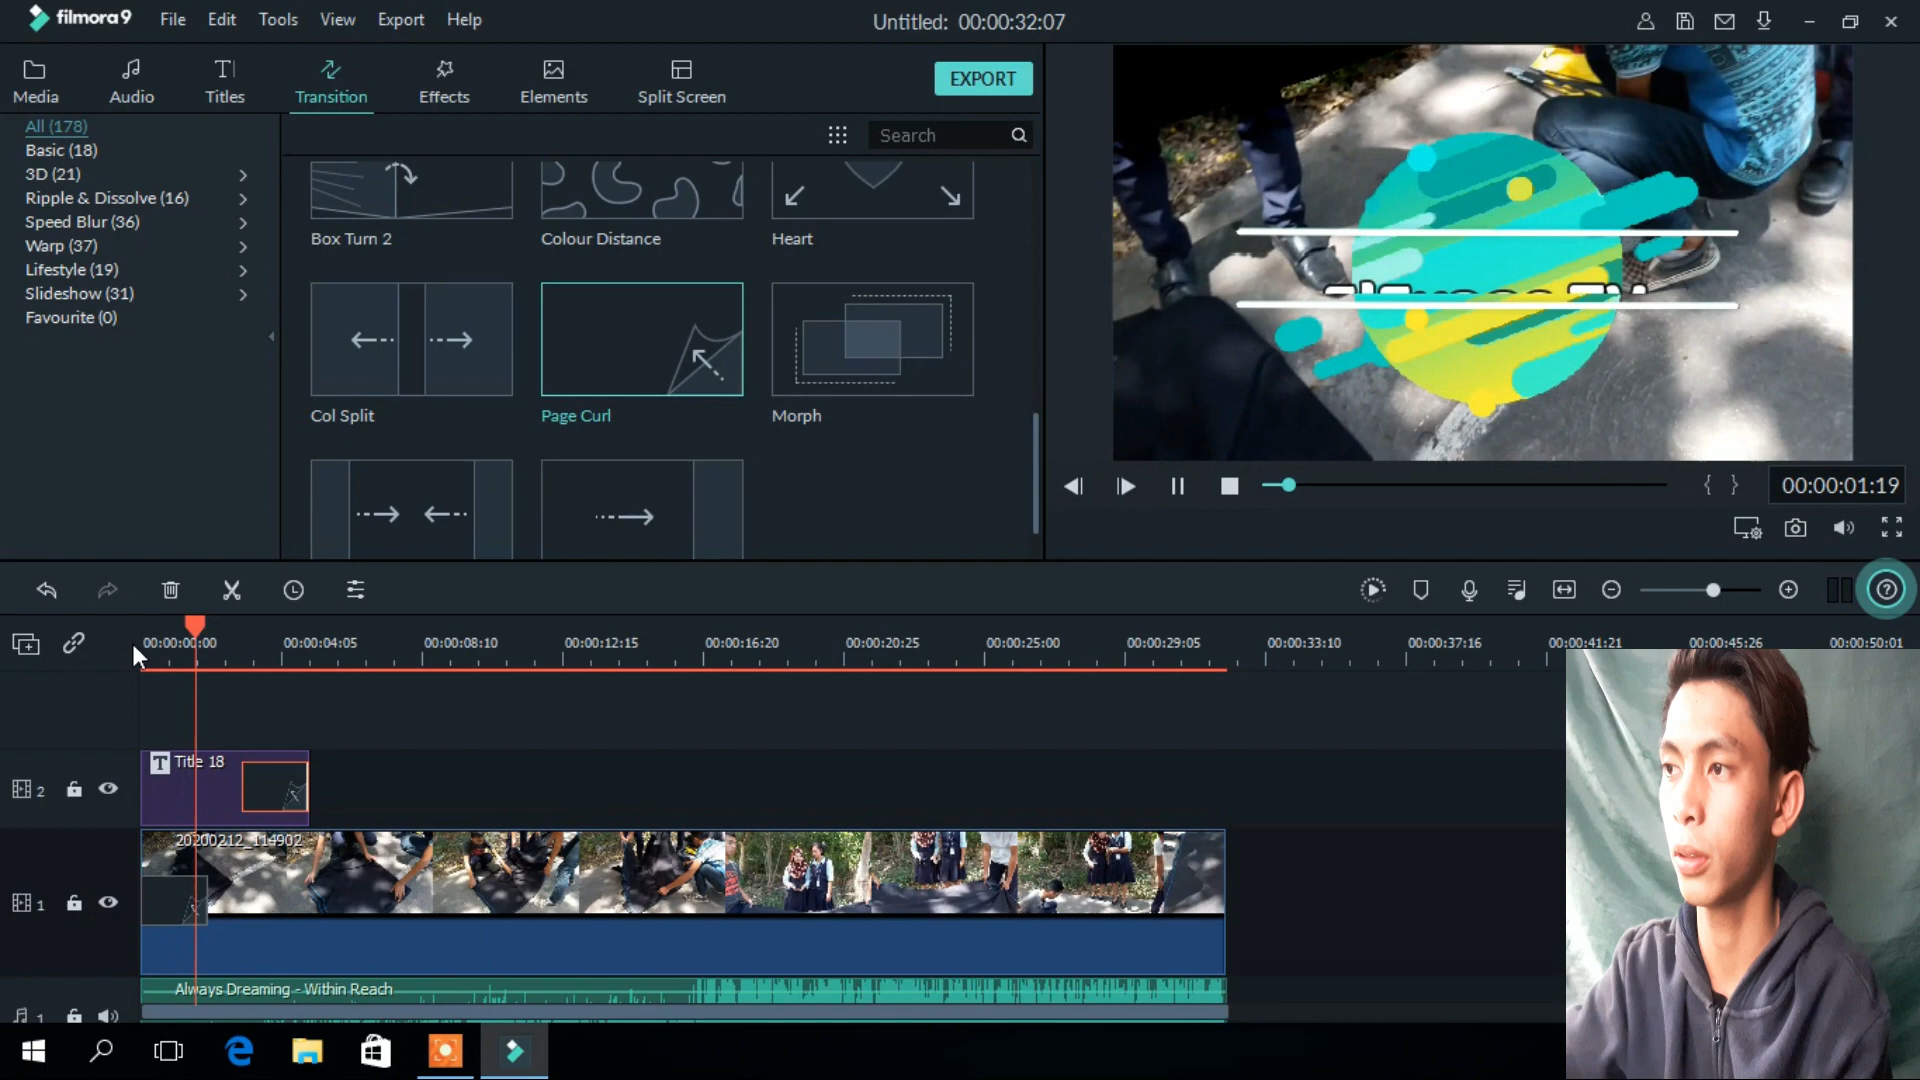 filmora9
File Edit Tools View Export Help
Untitled: 00:00:32:07
Media Audio Titles Transition Effects Elements Split Screen
EXPORT
All (178)
Basic (18)
3D (21)
Ripple & Dissolve (16)
Speed Blur (36)
Warp (37)
Lifestyle (19)
Slideshow (31)
Favourite (0)
Search
Box Turn 2 Colour Distance Heart
Col Split Page Curl Morph
00:00:01:19
00:00:00:00 00:00:04:05 00:00:08:10 00:00:12:15 00:00:16:20 00:00:20:25 00:00:25:00 00:00:29:05 00:00:33:10 00:00:37:16 00:00:41:21 00:00:45:26 00:00:50:01
T Title 18
2
20200212_114902
1
Always Dreaming - Within Reach
1